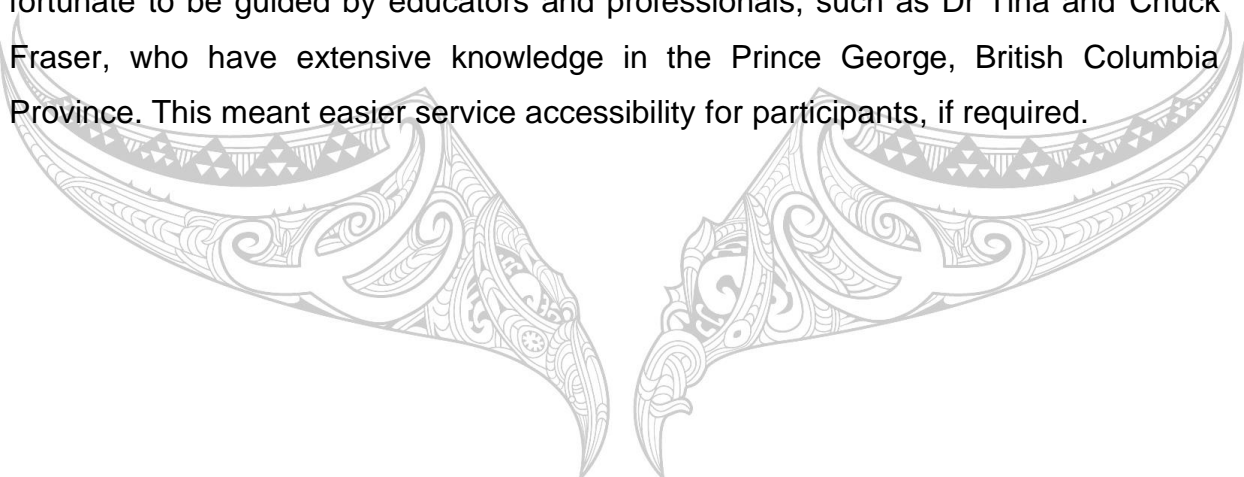 fortunate to be guided by educators and professionals, such as Dr Tina and Chuck
Fraser, who have extensive knowledge in the Prince George, British Columbia
Province. This meant easier service accessibility for participants, if required.